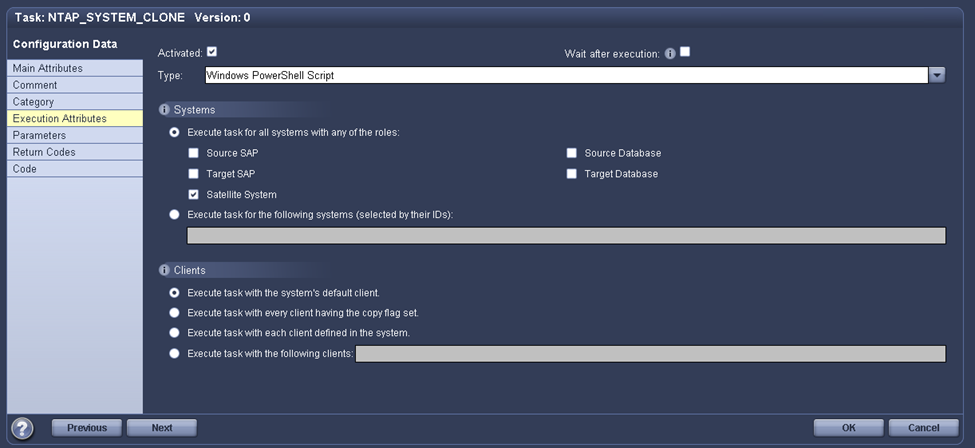 Task: NTAP_SYSTEM_CLONE Version: 0
Configuration Data
Main Attributes
Comment
Category
Execution Attributes
Parameters
Return Codes
Code
Activated: Wait after execution:
Type: Windows PowerShell Script
Systems
Execute task for all systems with any of the roles:
Source SAP Source Database
Target SAP Target Database
Satellite System
Execute task for the following systems (selected by their IDs):
Clients
Execute task with the system's default client.
Execute task with every client having the copy flag set.
Execute task with each client defined in the system.
Execute task with the following clients:
? Previous Next OK Cancel